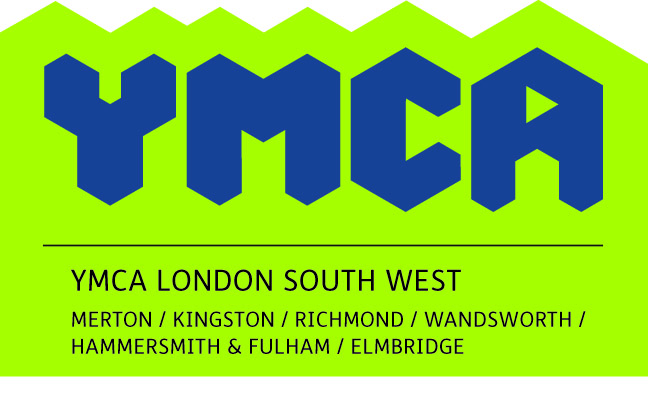 YMCA
YMCA LONDON SOUTH WEST
MERTON / KINGSTON / RICHMOND / WANDSWORTH /
HAMMERSMITH & FULHAM / ELMBRIDGE